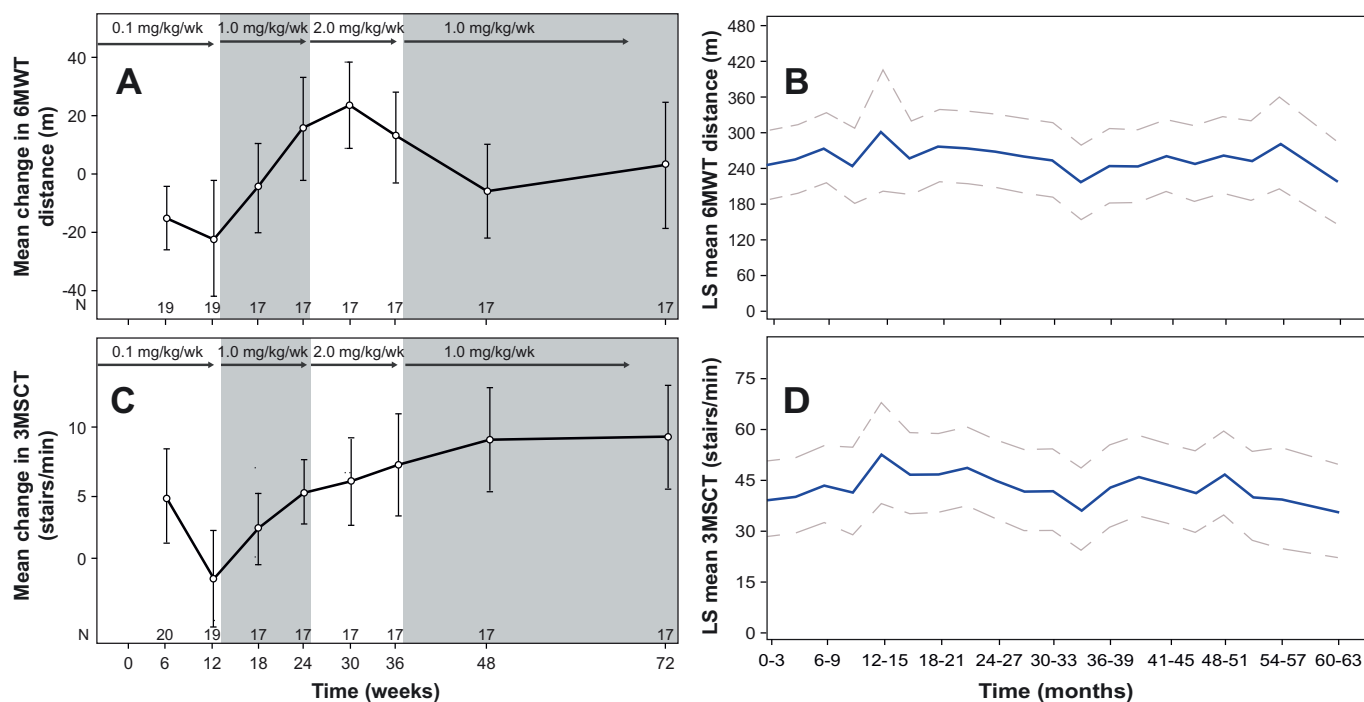 0.1 mg/kg/wk 1.0 mg/kg/wk 2.0 mg/kg/wk 1.0 mg/kg/wk
A
Mean change in 6MWT
distance (m)
40
20
0
-20
-40
N 19 19 17 17 17 17 17 17
B
LS mean 6MWT distance (m)
480
420
360
300
240
180
120
60
0
0.1 mg/kg/wk 1.0 mg/kg/wk 2.0 mg/kg/wk 1.0 mg/kg/wk
C
Mean change in 3MSCT
(stairs/min)
10
5
0
N 20 19 17 17 17 17 17 17
0 6 12 18 24 30 36 48 72
Time (weeks)
D
LS mean 3MSCT (stairs/min)
75
60
45
30
15
0
0-3 6-9 12-15 18-21 24-27 30-33 36-39 41-45 48-51 54-57 60-63
Time (months)